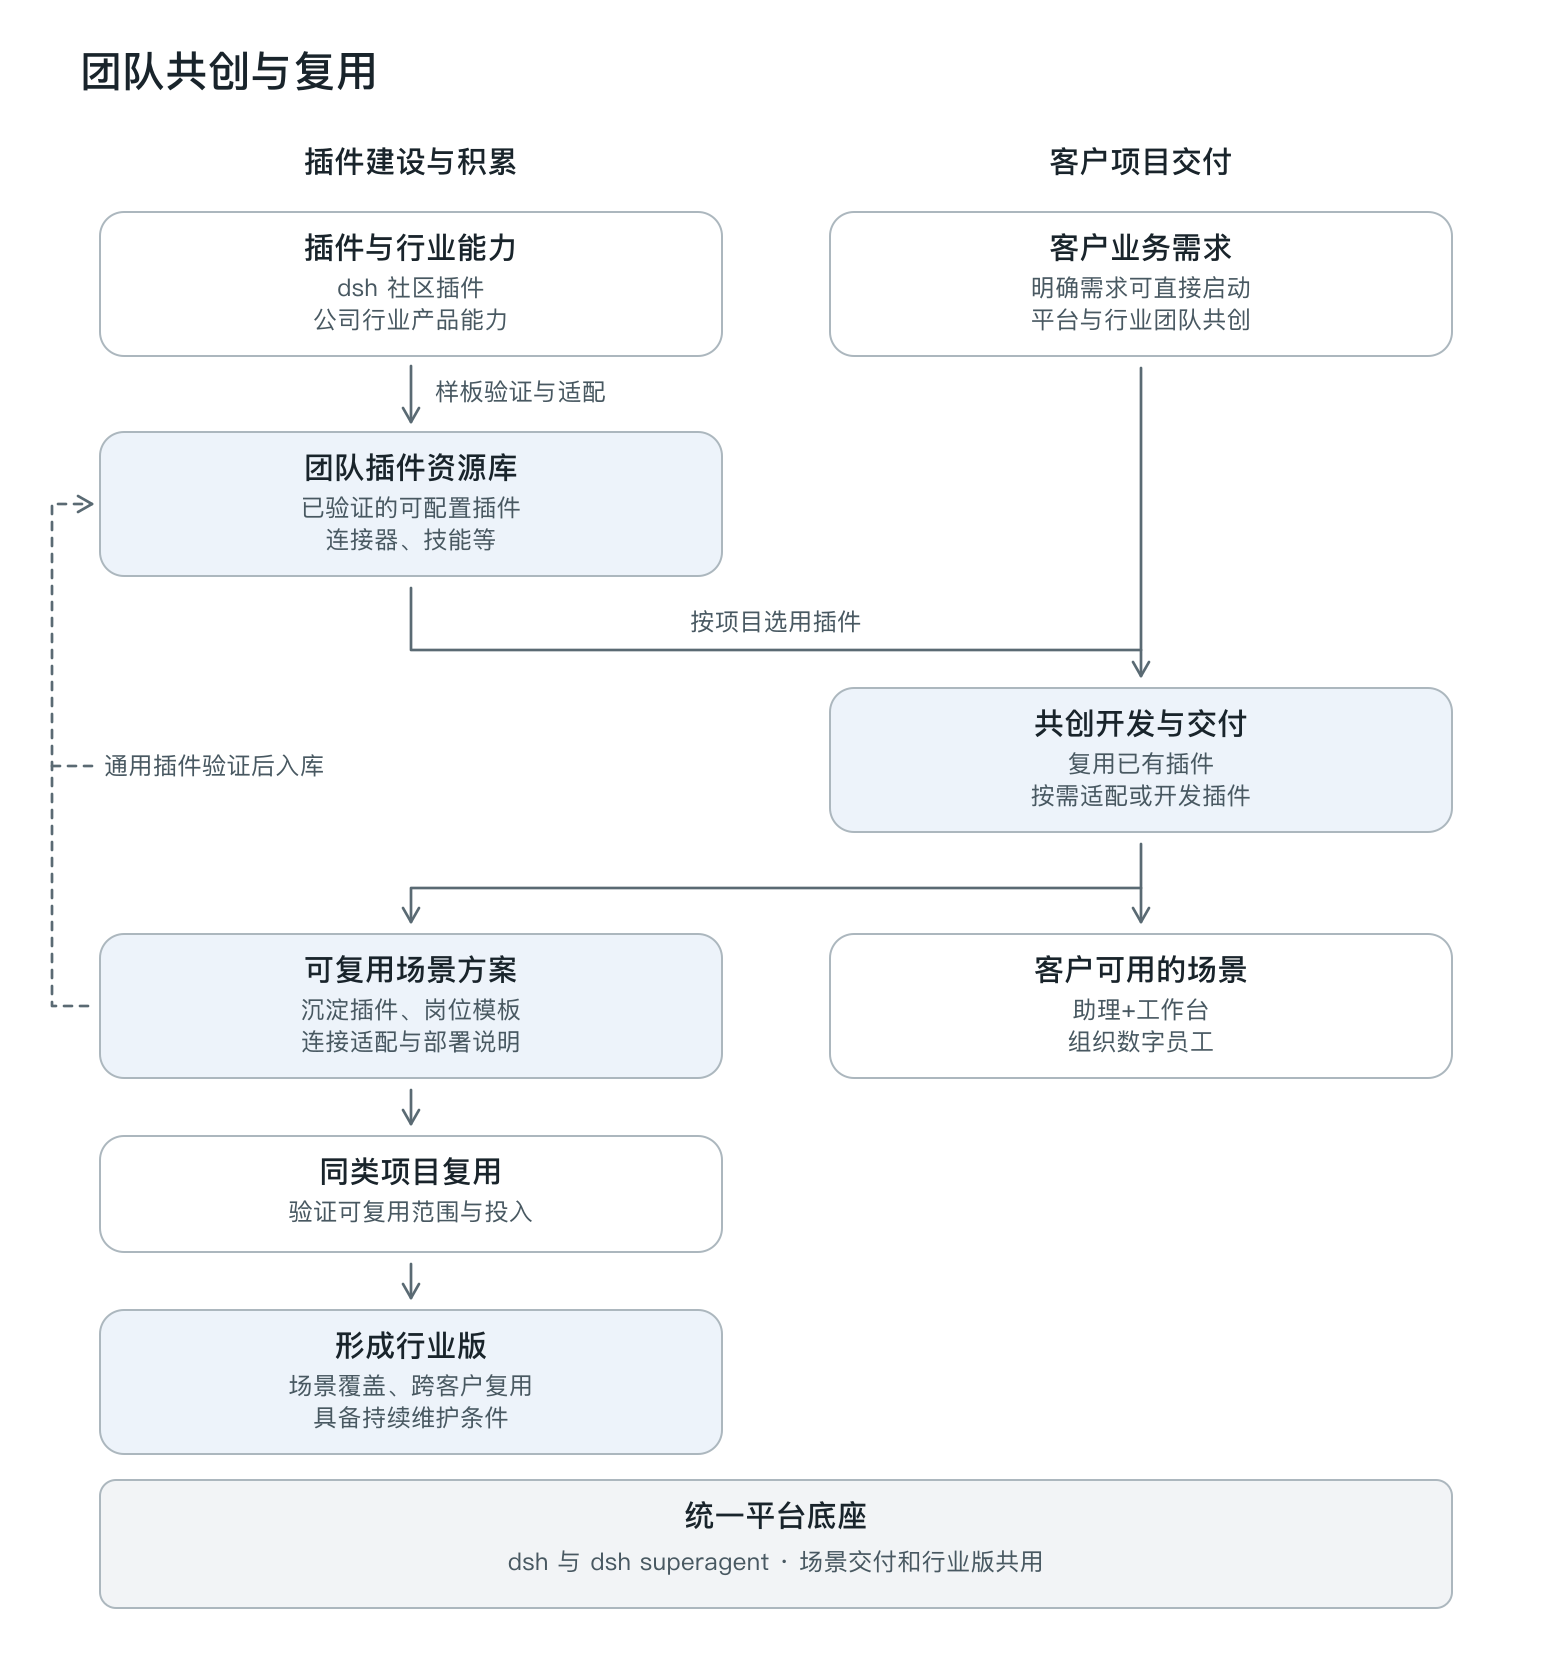 团队共创与复用
插件建设与积累
客户项目交付
插件与行业能力
dsh 社区插件
公司行业产品能力
客户业务需求
明确需求可直接启动
平台与行业团队共创
样板验证与适配
团队插件资源库
已验证的可配置插件
连接器、技能等
按项目选用插件
共创开发与交付
复用已有插件
按需适配或开发插件
通用插件验证后入库
可复用场景方案
沉淀插件、岗位模板
连接适配与部署说明
客户可用的场景
助理+工作台
组织数字员工
同类项目复用
验证可复用范围与投入
形成行业版
场景覆盖、跨客户复用
具备持续维护条件
统一平台底座
dsh 与 dsh superagent · 场景交付和行业版共用